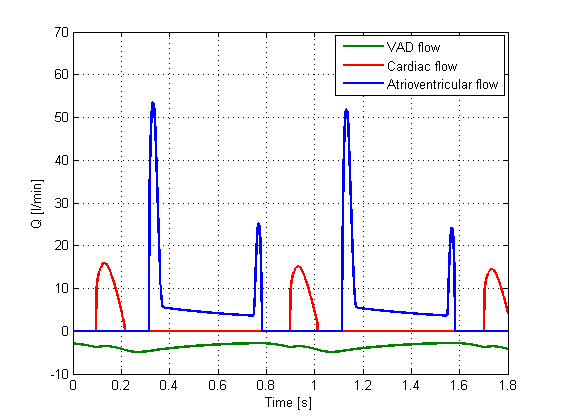 VAD flow
Cardiac flow
Atrioventricular flow
Q [l/min]
70
60
50
40
30
20
10
0
-10
0 0.2 0.4 0.6 0.8 1 1.2 1.4 1.6 1.8
Time [s]